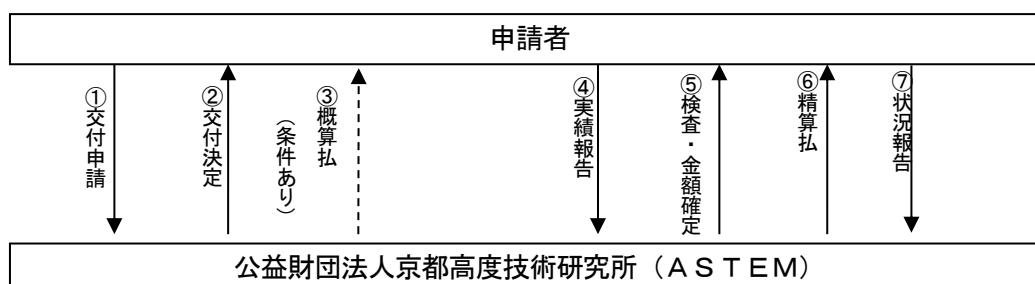 申請者
①交付申請
②交付決定
③概算払
（条件あり）
④実績報告
⑤検査・金額確定
⑥精算払
⑦状況報告
公益財団法人京都高度技術研究所（ＡＳＴＥＭ）